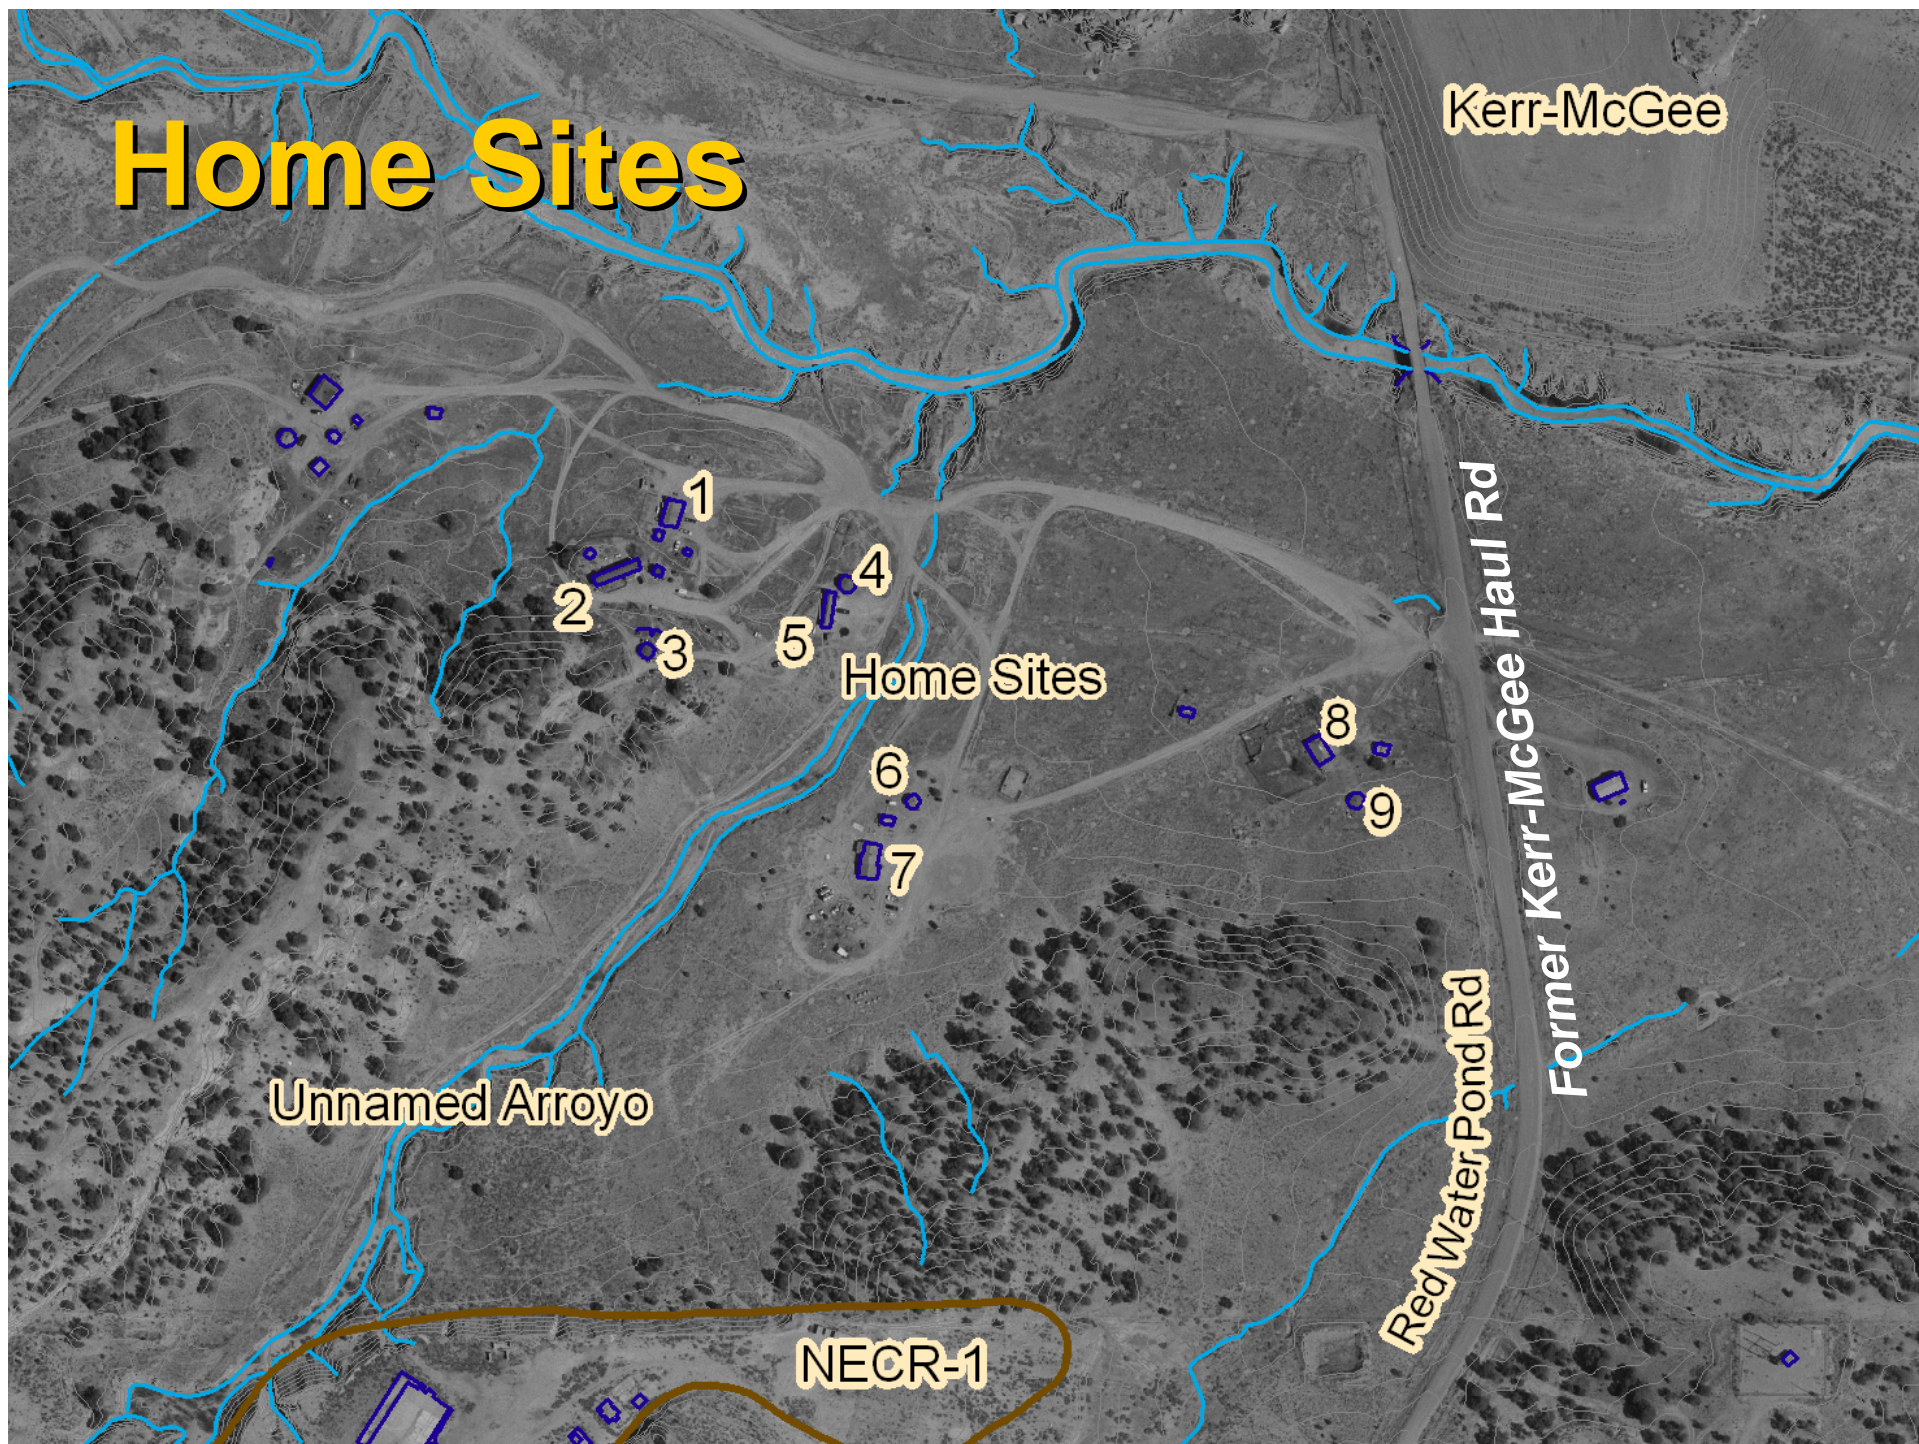 Kerr-McGee
Home Sites
1
2
3
4
5
Home Sites
6
7
8
9
Former Kerr-McGee Haul Rd
Red Water Pond Rd
Unnamed Arroyo
NECR-1